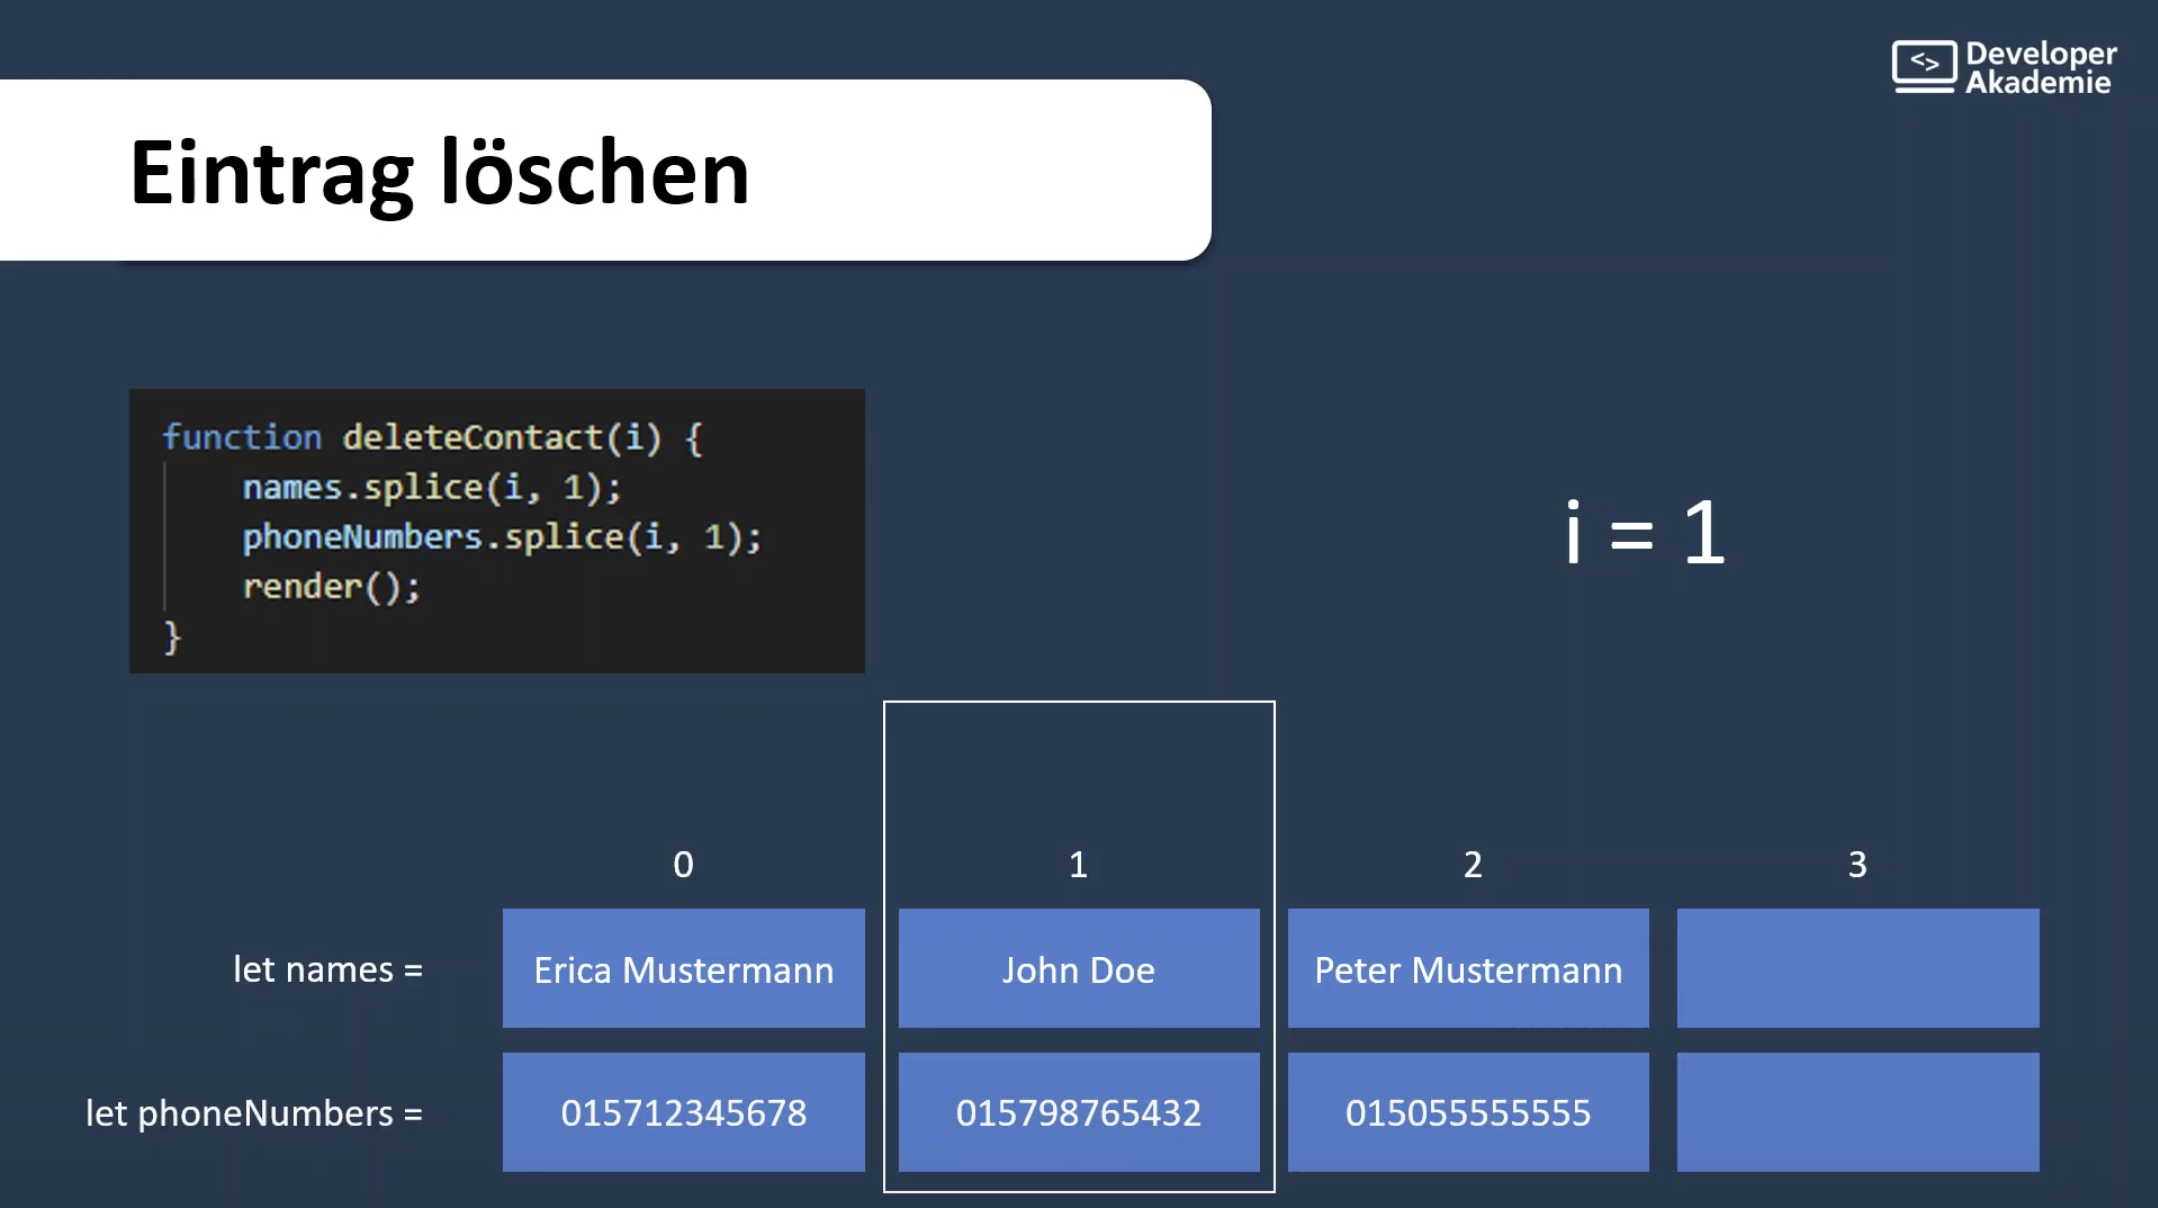 <> Developer
Akademie
Eintrag löschen
function deleteContact(i) {
names.splice(i, 1);
phoneNumbers.splice(i, 1);
render();
}
i = 1
0 1 2 3
let names = Erica Mustermann John Doe Peter Mustermann
let phoneNumbers = 015712345678 015798765432 015055555555